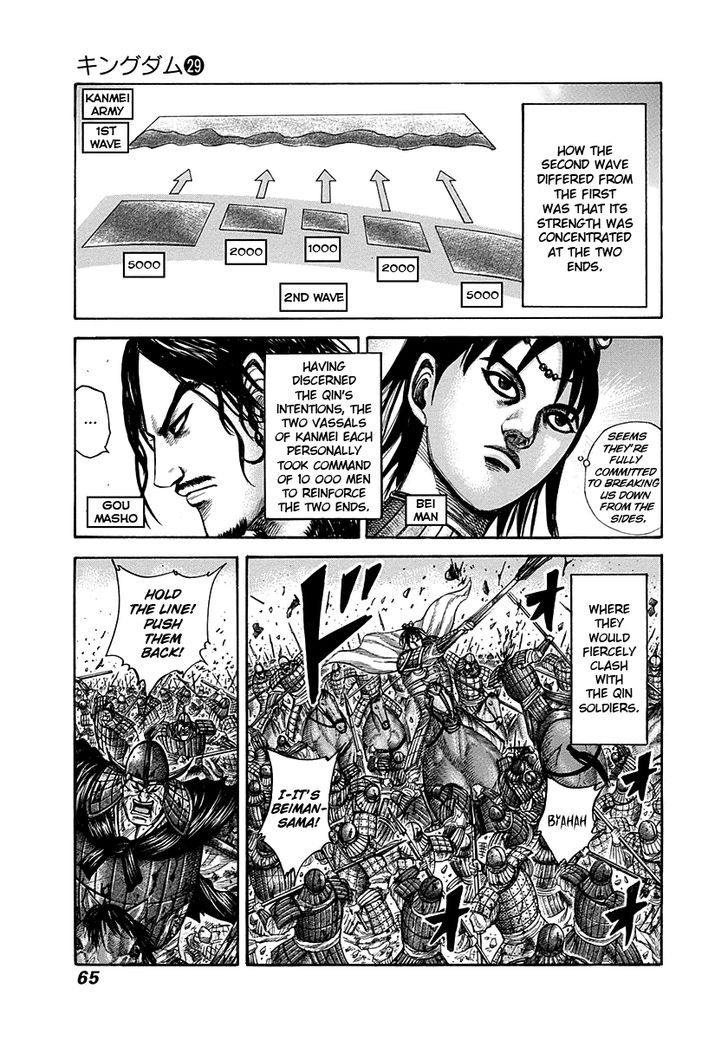 キングダム29
HOW THE
SECOND WAVE
DIFFERED FROM
THE FIRST
WAS THAT ITS
STRENGTH WAS
CONCENTRATED
AT THE TWO
ENDS.
KANMEI
ARMY
1ST
WAVE
5000
2000
1000
2000
5000
2ND WAVE
SEEMS
THEY'RE
FULLY
COMMITTED
TO BREAKING
US DOWN
FROM THE
SIDES.
BEI
MAN
HAVING
DISCERNED
THE QIN'S
INTENTIONS, THE
TWO VASSALS
OF KANMEI EACH
PERSONALLY
TOOK COMMAND
OF 10 000 MEN
TO REINFORCE
THE TWO ENDS.
...
GOU
MASHO
WHERE
THEY
WOULD
FIERCELY
CLASH
WITH
THE QIN
SOLDIERS.
ドオオオ
BYAHAH
I-IT'S
BEIMAN-
SAMA!
HOLD
THE LINE!
PUSH
THEM
BACK!
65